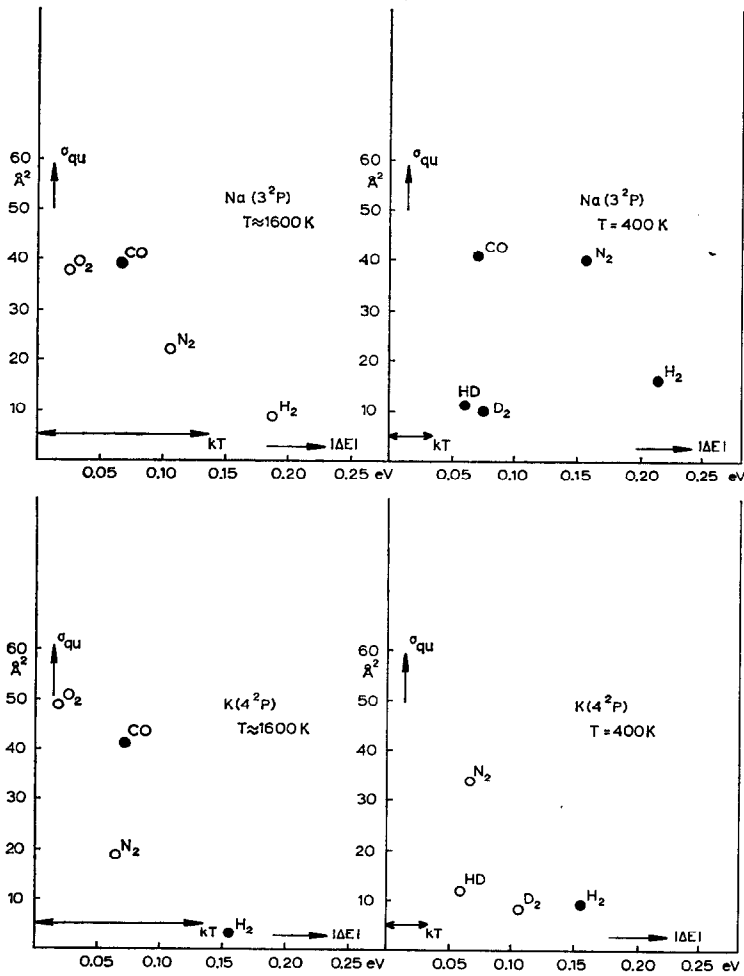 σqu
Å²
60
50
40
30
20
10
O₂
CO
N₂
H₂
Na (3²P)
T≈1600 K
kT
|ΔE|
0.05 0.10 0.15 0.20 0.25 eV
σqu
Å²
60
50
40
30
20
10
CO
N₂
HD
D₂
H₂
Na (3²P)
T = 400 K
kT
|ΔE|
0.05 0.10 0.15 0.20 0.25 eV
σqu
Å²
60
50
40
30
20
10
O₂
CO
N₂
H₂
K(4²P)
T≈1600 K
kT
|ΔE|
0.05 0.10 0.15 0.20 0.25 eV
σqu
Å²
60
50
40
30
20
10
N₂
HD
D₂
H₂
K(4²P)
T = 400 K
kT
|ΔE|
0.05 0.10 0.15 0.20 0.25 eV